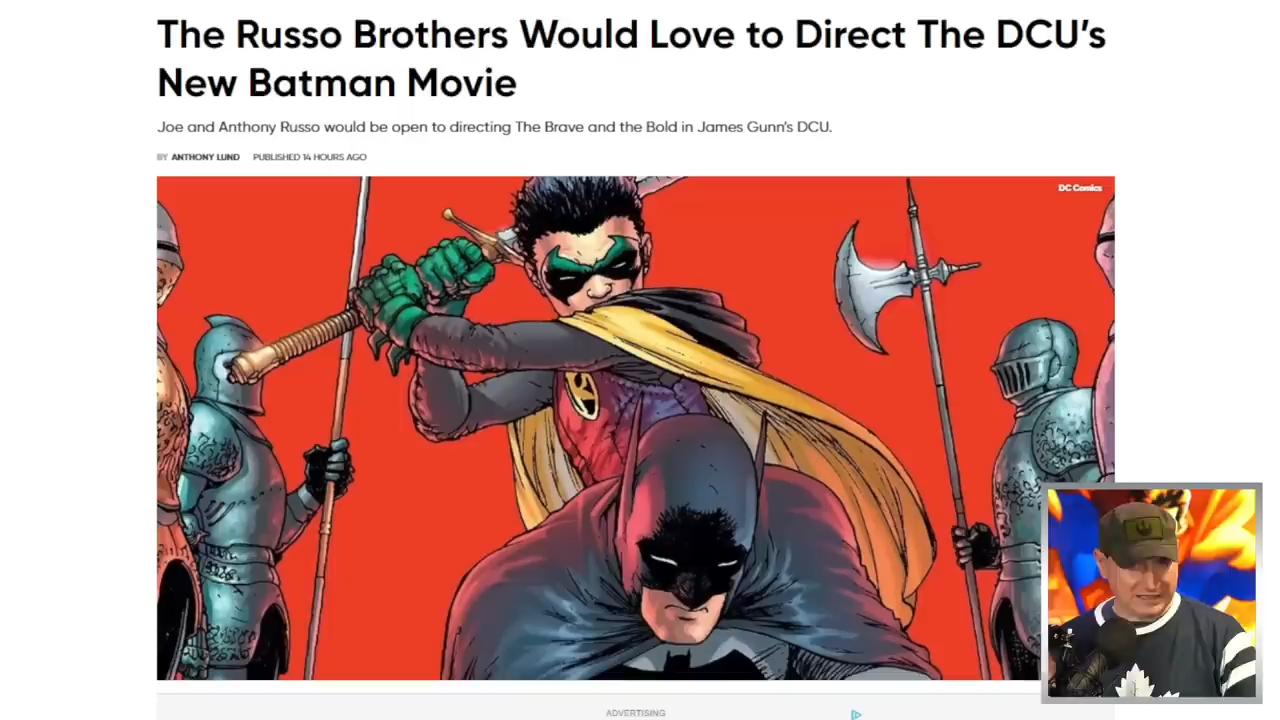 The Russo Brothers Would Love to Direct The DCU's
New Batman Movie
Joe and Anthony Russo would be open to directing The Brave and the Bold in James Gunn's DCU.
BY ANTHONY LUND PUBLISHED 14 HOURS AGO
DC Comics
ADVERTISING